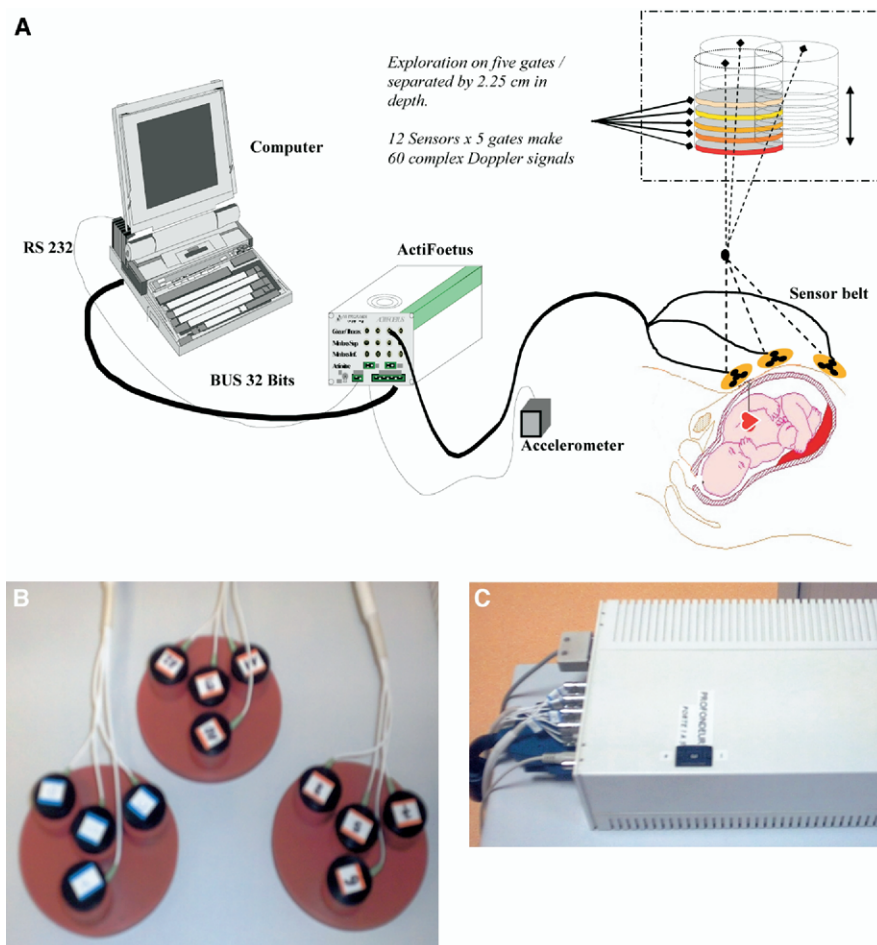 A
Exploration on five gates /
separated by 2.25 cm in
depth.
12 Sensors x 5 gates make
60 complex Doppler signals
Computer
RS 232
ActiFoetus
Sensor belt
BUS 32 Bits
Accelerometer
B
C
PROFONDEUR